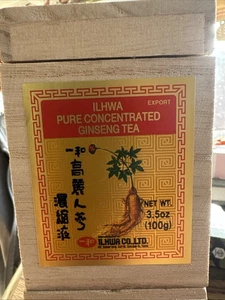 ILHWA
EXPORT
PURE CONCENTRATED
GINSENG TEA
一和
高麗人蔘
濃縮液
NET WT.
3.5oz
(100g)
ILHWA CO., LTD.